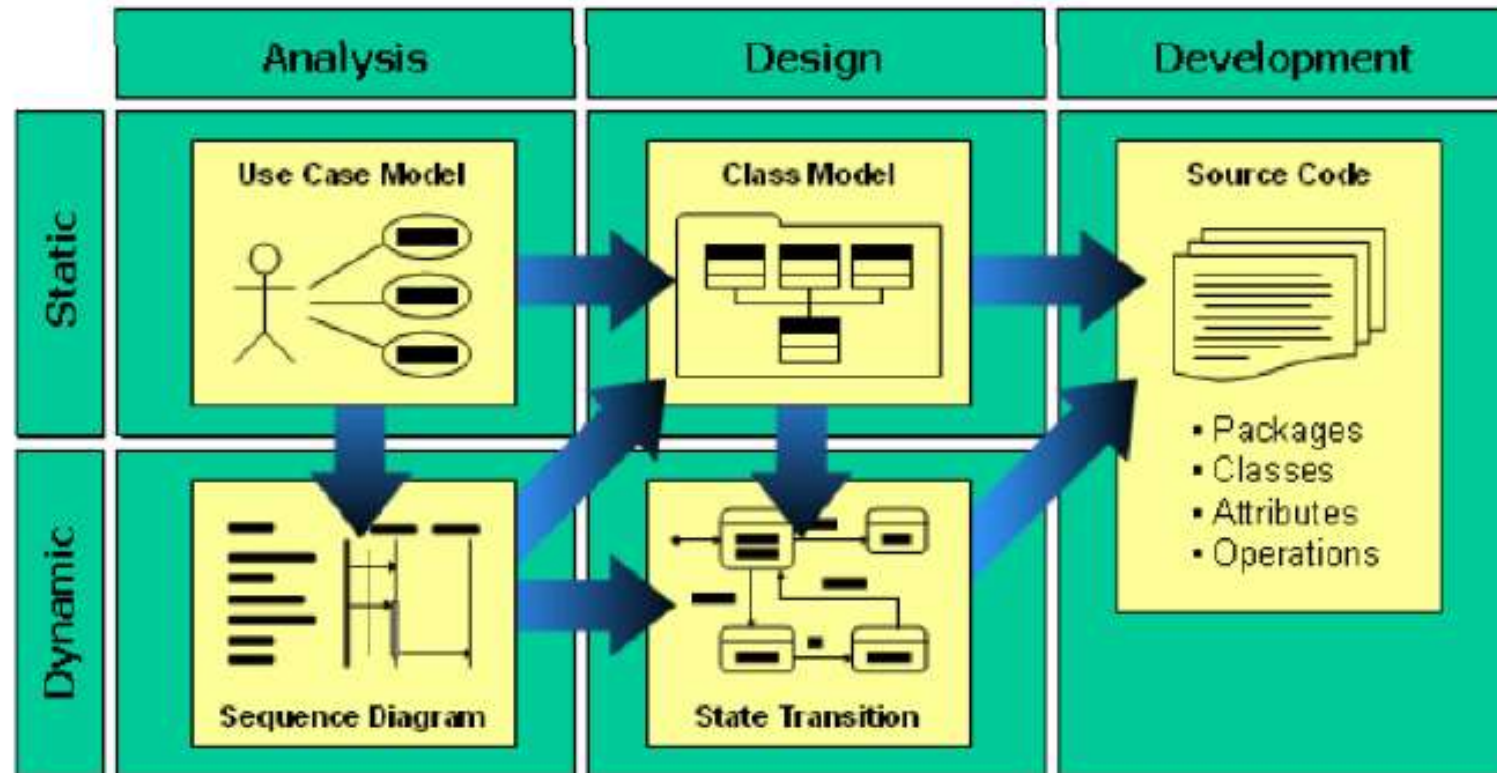 Analysis
Design
Development
Static
Use Case Model
Class Model
Source Code
▪ Packages
▪ Classes
▪ Attributes
▪ Operations
Dynamic
Sequence Diagram
State Transition